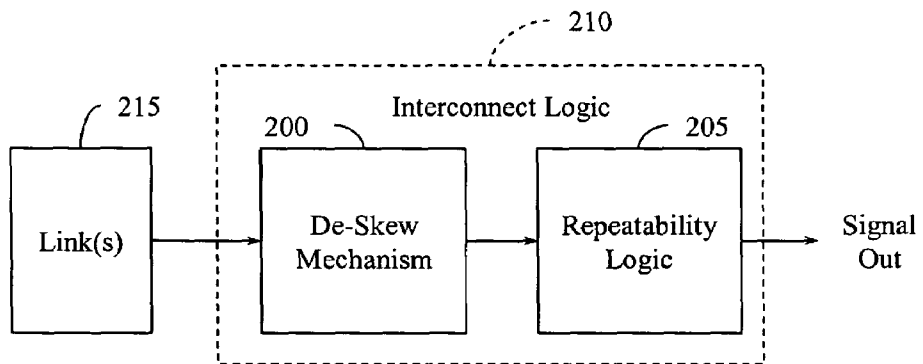 210
215
Interconnect Logic
200
205
Link(s)
De-Skew
Mechanism
Repeatability
Logic
Signal
Out